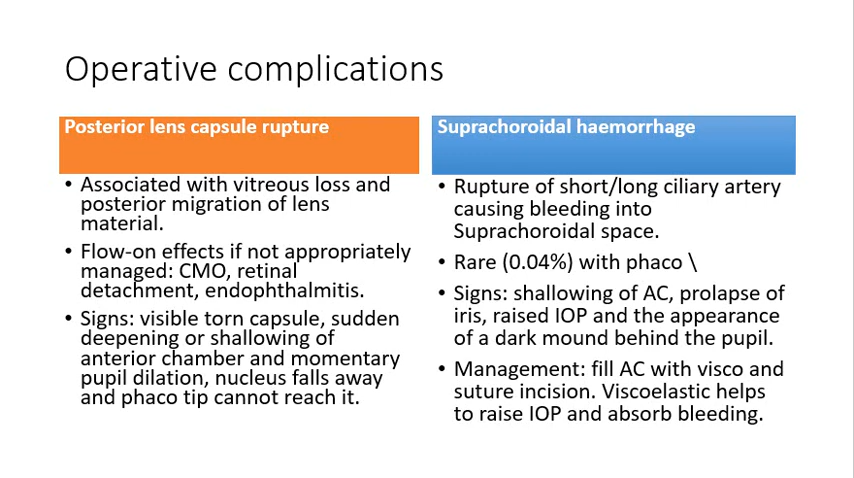 Operative complications
Posterior lens capsule rupture
• Associated with vitreous loss and
posterior migration of lens
material.
• Flow-on effects if not appropriately
managed: CMO, retinal
detachment, endophthalmitis.
• Signs: visible torn capsule, sudden
deepening or shallowing of
anterior chamber and momentary
pupil dilation, nucleus falls away
and phaco tip cannot reach it.
Suprachoroidal haemorrhage
• Rupture of short/long ciliary artery
causing bleeding into
Suprachoroidal space.
• Rare (0.04%) with phaco \
• Signs: shallowing of AC, prolapse of
iris, raised IOP and the appearance
of a dark mound behind the pupil.
• Management: fill AC with visco and
suture incision. Viscoelastic helps
to raise IOP and absorb bleeding.